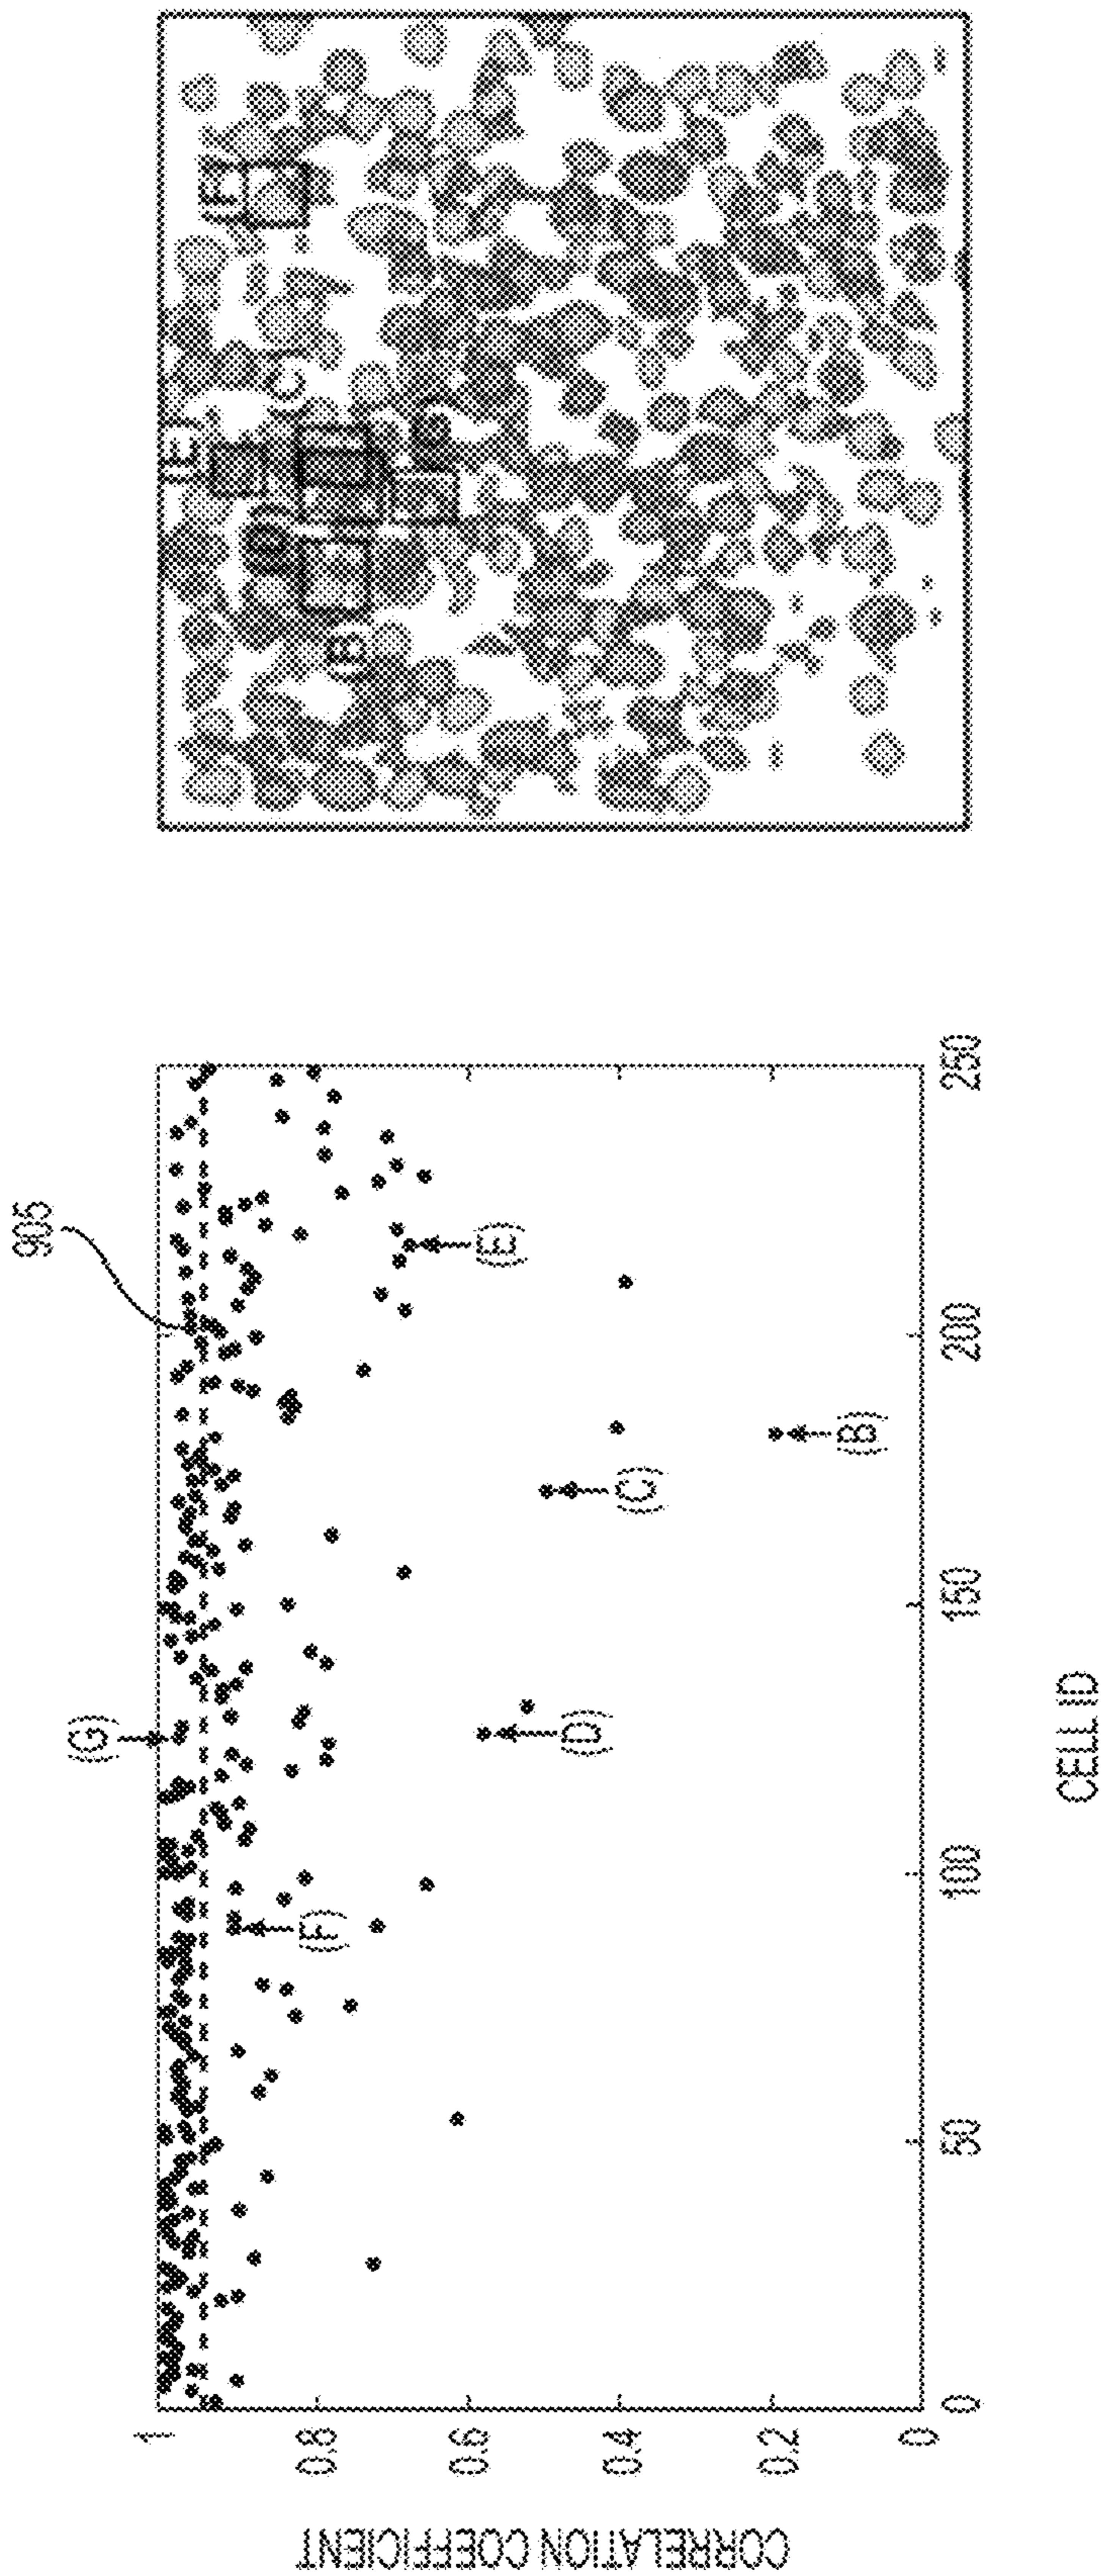 CORRELATION COEFFICIENT
1
0.8
0.6
0.4
0.2
0
0
50
100
150
200
250
CELL ID
905
(G)
(F)
(D)
(C)
(B)
(E)
(B)
(D)
(E)
(C)
(F)